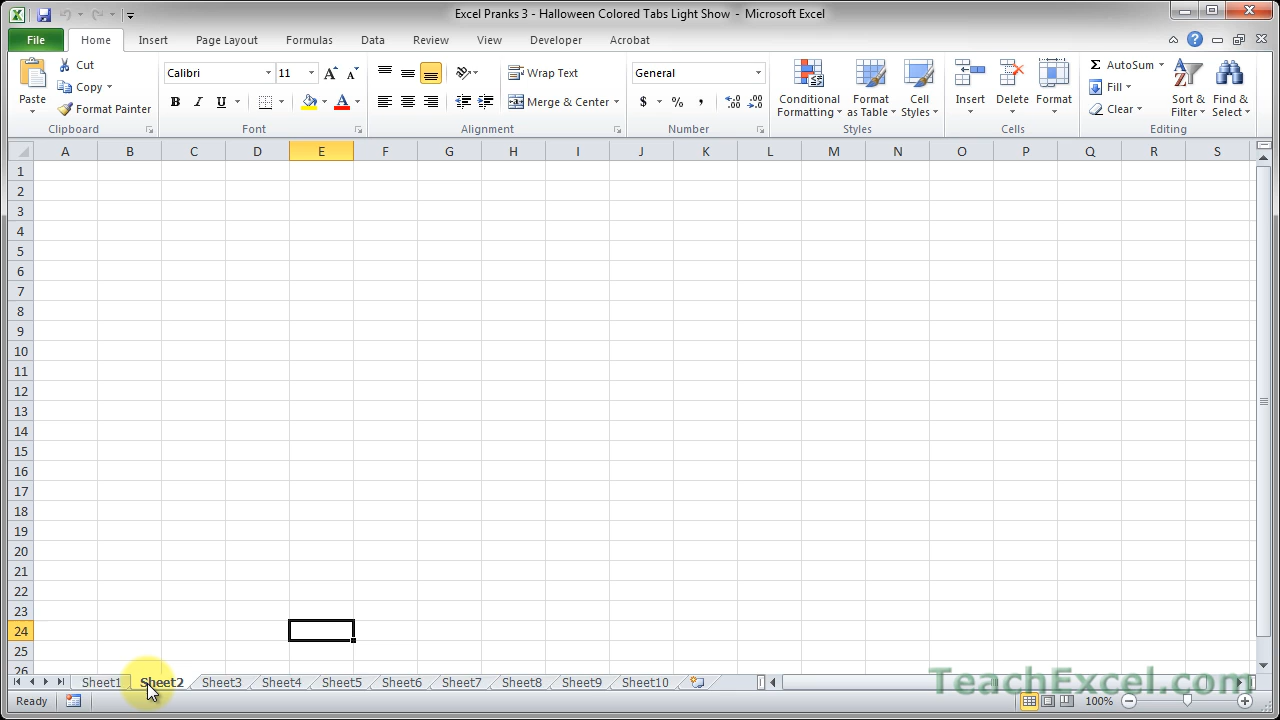 Excel Pranks 3 - Halloween Colored Tabs Light Show - Microsoft Excel
File Home Insert Page Layout Formulas Data Review View Developer Acrobat
Cut
Copy
Format Painter
Paste
Clipboard
Calibri 11
B I U A
Font
Wrap Text
Merge & Center
Alignment
General
$ % , .00 .0
Number
Conditional Formatting
Format as Table
Cell Styles
Styles
Insert Delete Format
Cells
Σ AutoSum
Fill
Clear
Sort & Filter
Find & Select
Editing
A B C D E F G H I J K L M N O P Q R S
1
2
3
4
5
6
7
8
9
10
11
12
13
14
15
16
17
18
19
20
21
22
23
24
25
26
Sheet1 Sheet2 Sheet3 Sheet4 Sheet5 Sheet6 Sheet7 Sheet8 Sheet9 Sheet10
TeachExcel.com
Ready 100%